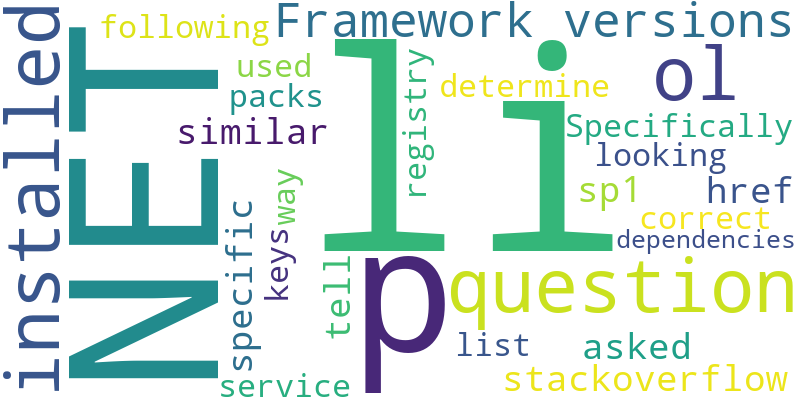 following
Framework versions
installed
NET
li
used
packs
similar
registry
determine
ol
Specifically
looking
sp1
href
correct
dependencies
way
keys
specific
tell
p
question
list
asked
service
stackoverflow